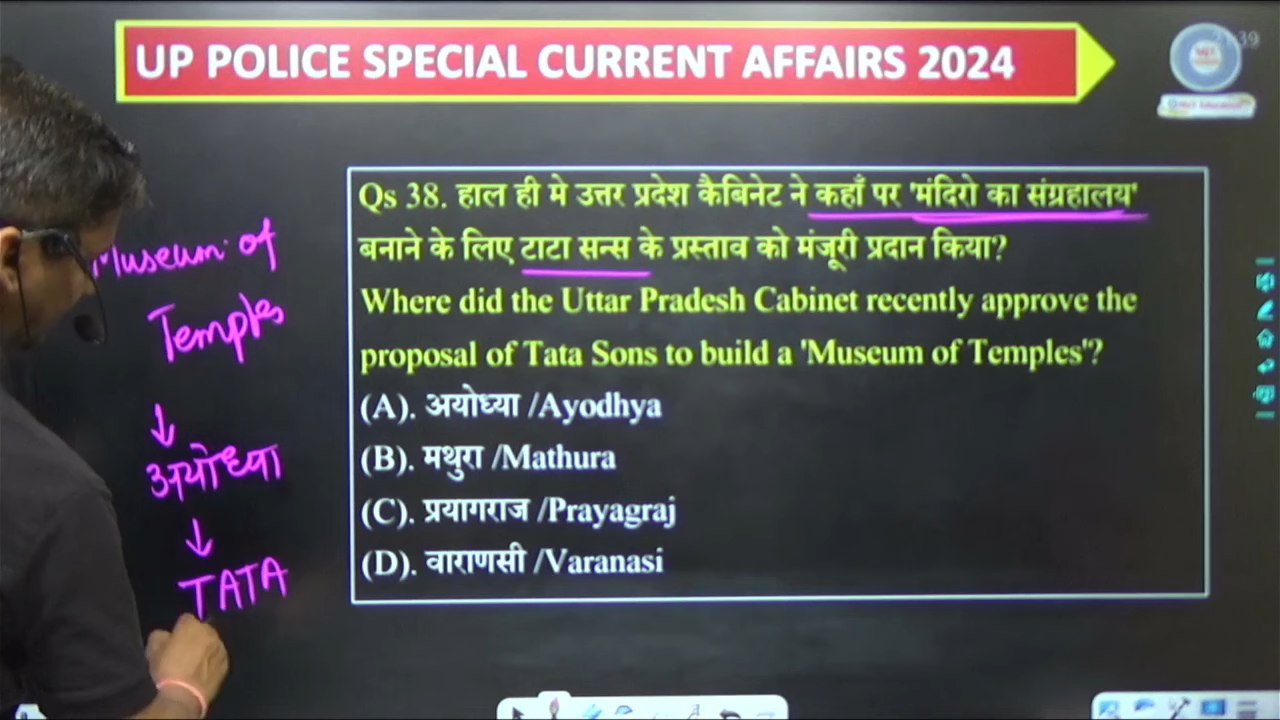 UP POLICE SPECIAL CURRENT AFFAIRS 2024
21:39
Qs 38. हाल ही मे उत्तर प्रदेश कैबिनेट ने कहाँ पर 'मंदिरो का संग्रहालय'
बनाने के लिए टाटा सन्स के प्रस्ताव को मंजूरी प्रदान किया?
Where did the Uttar Pradesh Cabinet recently approve the
proposal of Tata Sons to build a 'Museum of Temples'?
(A). अयोध्या /Ayodhya
(B). मथुरा /Mathura
(C). प्रयागराज /Prayagraj
(D). वाराणसी /Varanasi
Museum of
Temples
↓
अयोध्या
↓
TATA